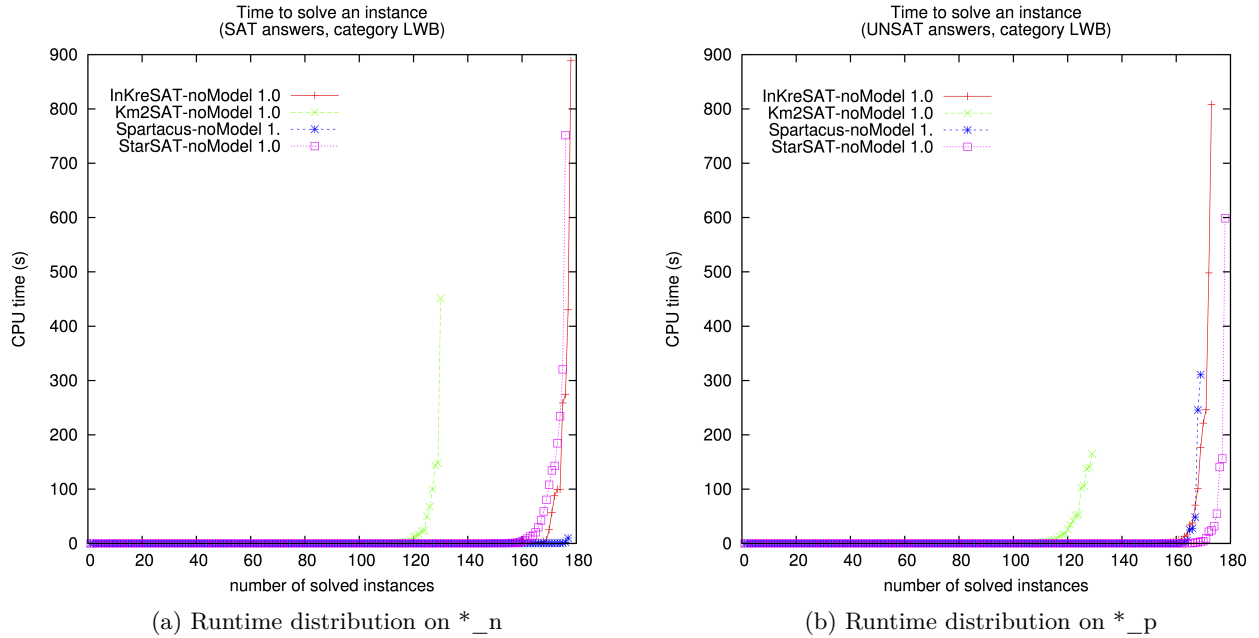 Time to solve an instance
(SAT answers, category LWB)
900
800
700
600
500
400
300
200
100
0
CPU time (s)
InKreSAT-noModel 1.0
Km2SAT-noModel 1.0
Spartacus-noModel 1.
StarSAT-noModel 1.0
0 20 40 60 80 100 120 140 160 180
number of solved instances
(a) Runtime distribution on *_n
Time to solve an instance
(UNSAT answers, category LWB)
900
800
700
600
500
400
300
200
100
0
CPU time (s)
InKreSAT-noModel 1.0
Km2SAT-noModel 1.0
Spartacus-noModel 1.
StarSAT-noModel 1.0
0 20 40 60 80 100 120 140 160 180
number of solved instances
(b) Runtime distribution on *_p